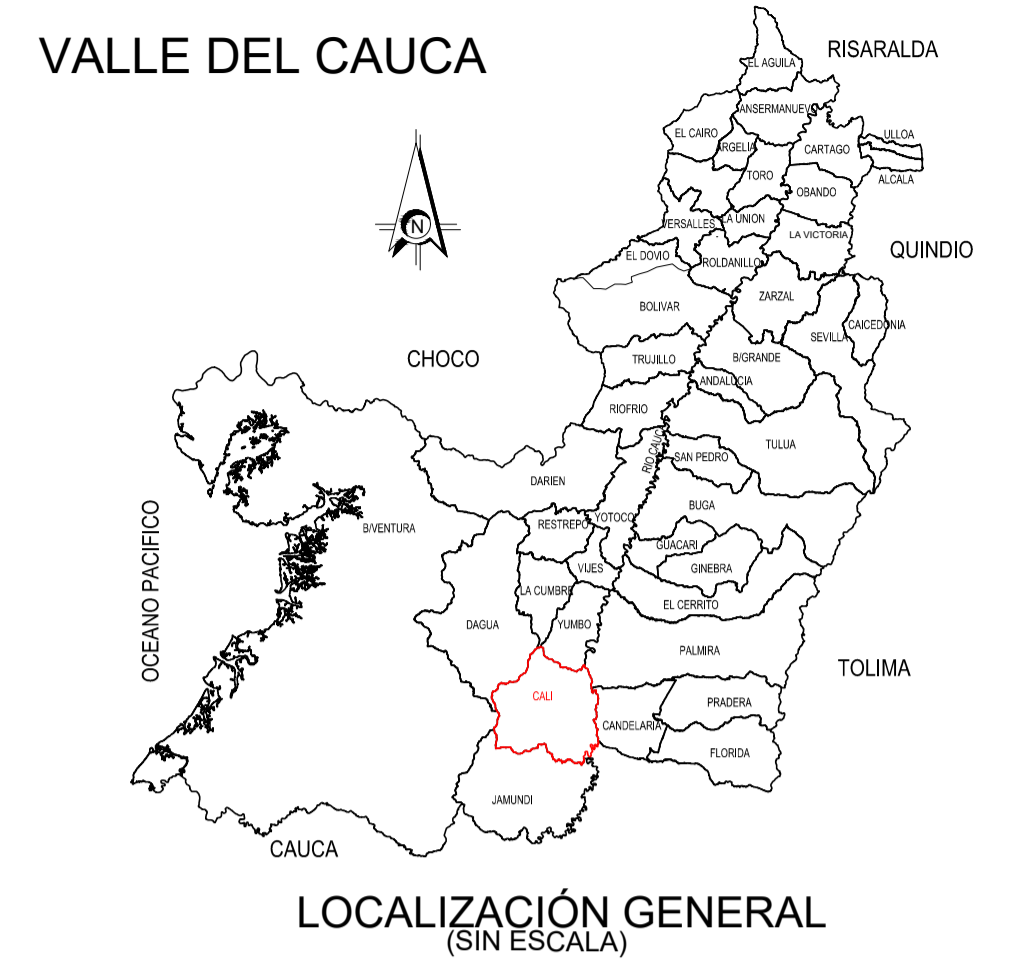 VALLE DEL CAUCA
RISARALDA
EL AGUILA
ANSERMANUEV
EL CAIRO
ARGELIA
CARTAGO
ULLOA
ALCALA
TORO
OBANDO
VERSALLES
LA UNION
LA VICTORIA
QUINDIO
N
EL DOVIO
ROLDANILLO
ZARZAL
BOLIVAR
SEVILLA
CAICEDONIA
CHOCO
TRUJILLO
B/GRANDE
ANDALUCIA
RIOFRIO
RIO CAUC
TULUA
SAN PEDRO
DARIEN
BUGA
OCEANO PACIFICO
B/VENTURA
RESTREPO
YOTOCO
GUACARI
VIJES
GINEBRA
LA CUMBRE
EL CERRITO
DAGUA
YUMBO
PALMIRA
TOLIMA
CALI
PRADERA
CANDELARIA
FLORIDA
JAMUNDI
CAUCA
LOCALIZACIÓN GENERAL
(SIN ESCALA)